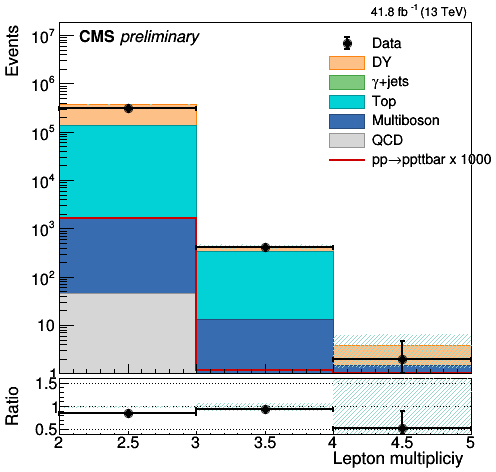 41.8 fb⁻¹ (13 TeV)
CMS preliminary
Events
10⁷
10⁶
10⁵
10⁴
10³
10²
10
1
Data
DY
γ+jets
Top
Multiboson
QCD
pp→ppttbar x 1000
Ratio
1.5
1
0.5
2 2.5 3 3.5 4 4.5 5
Lepton multipliciy